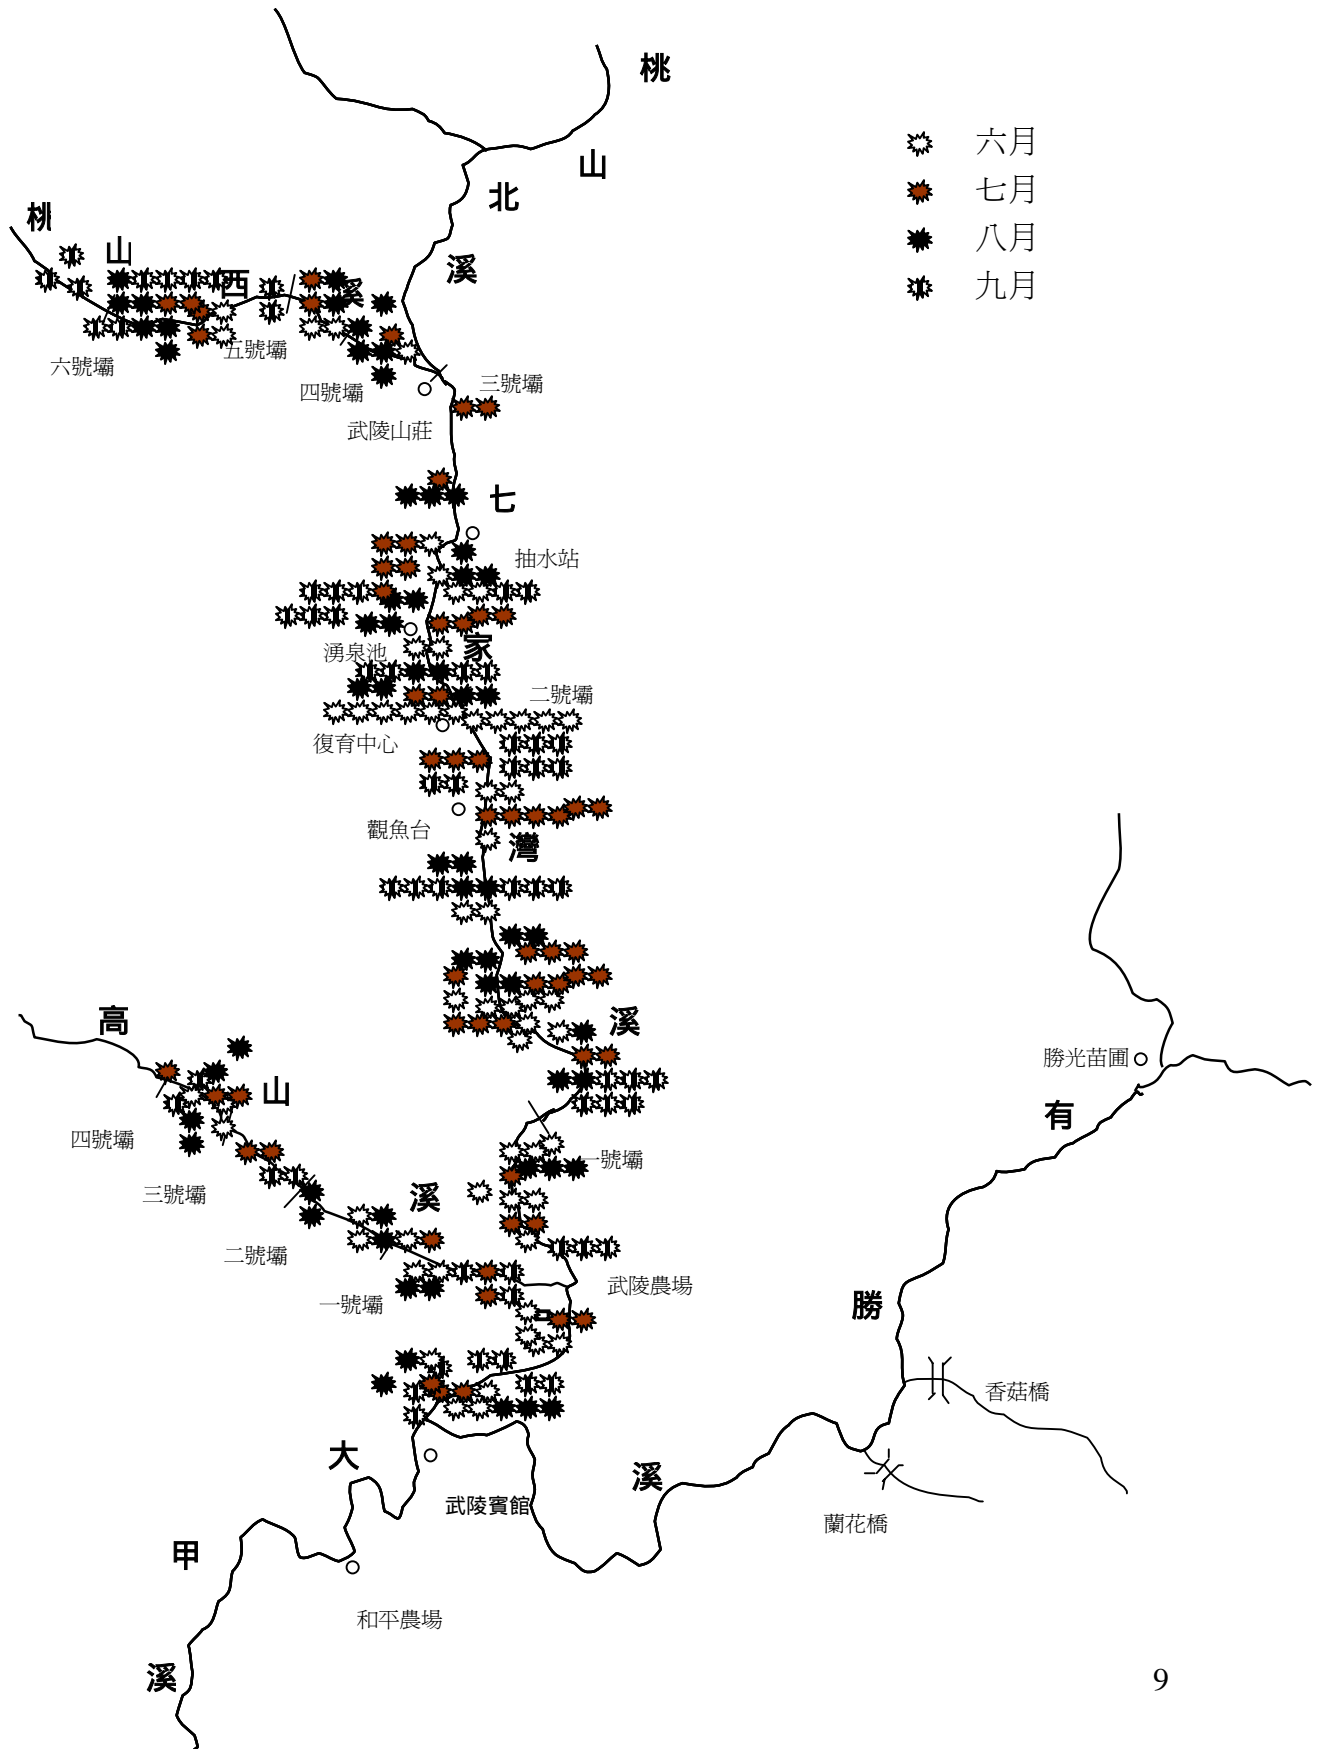 桃
山
北
溪
六月
七月
八月
九月
桃
山
西
溪
六號壩
五號壩
四號壩
三號壩
武陵山莊
七
抽水站
湧泉池
家
二號壩
復育中心
觀魚台
灣
溪
一號壩
武陵農場
高
山
溪
四號壩
三號壩
二號壩
一號壩
勝光苗圃
有
勝
溪
香菇橋
蘭花橋
大
甲
溪
武陵賓館
和平農場
9